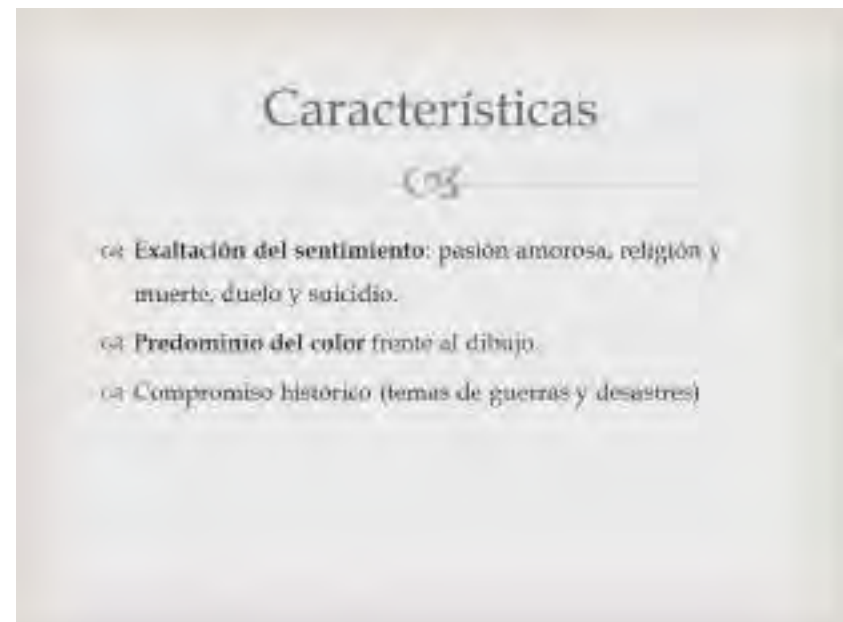 Características
Exaltación del sentimiento: pasión amorosa, religión y
muerte, duelo y suicidio.
Predominio del color frente al dibujo.
Compromiso histórico (temas de guerras y desastres)